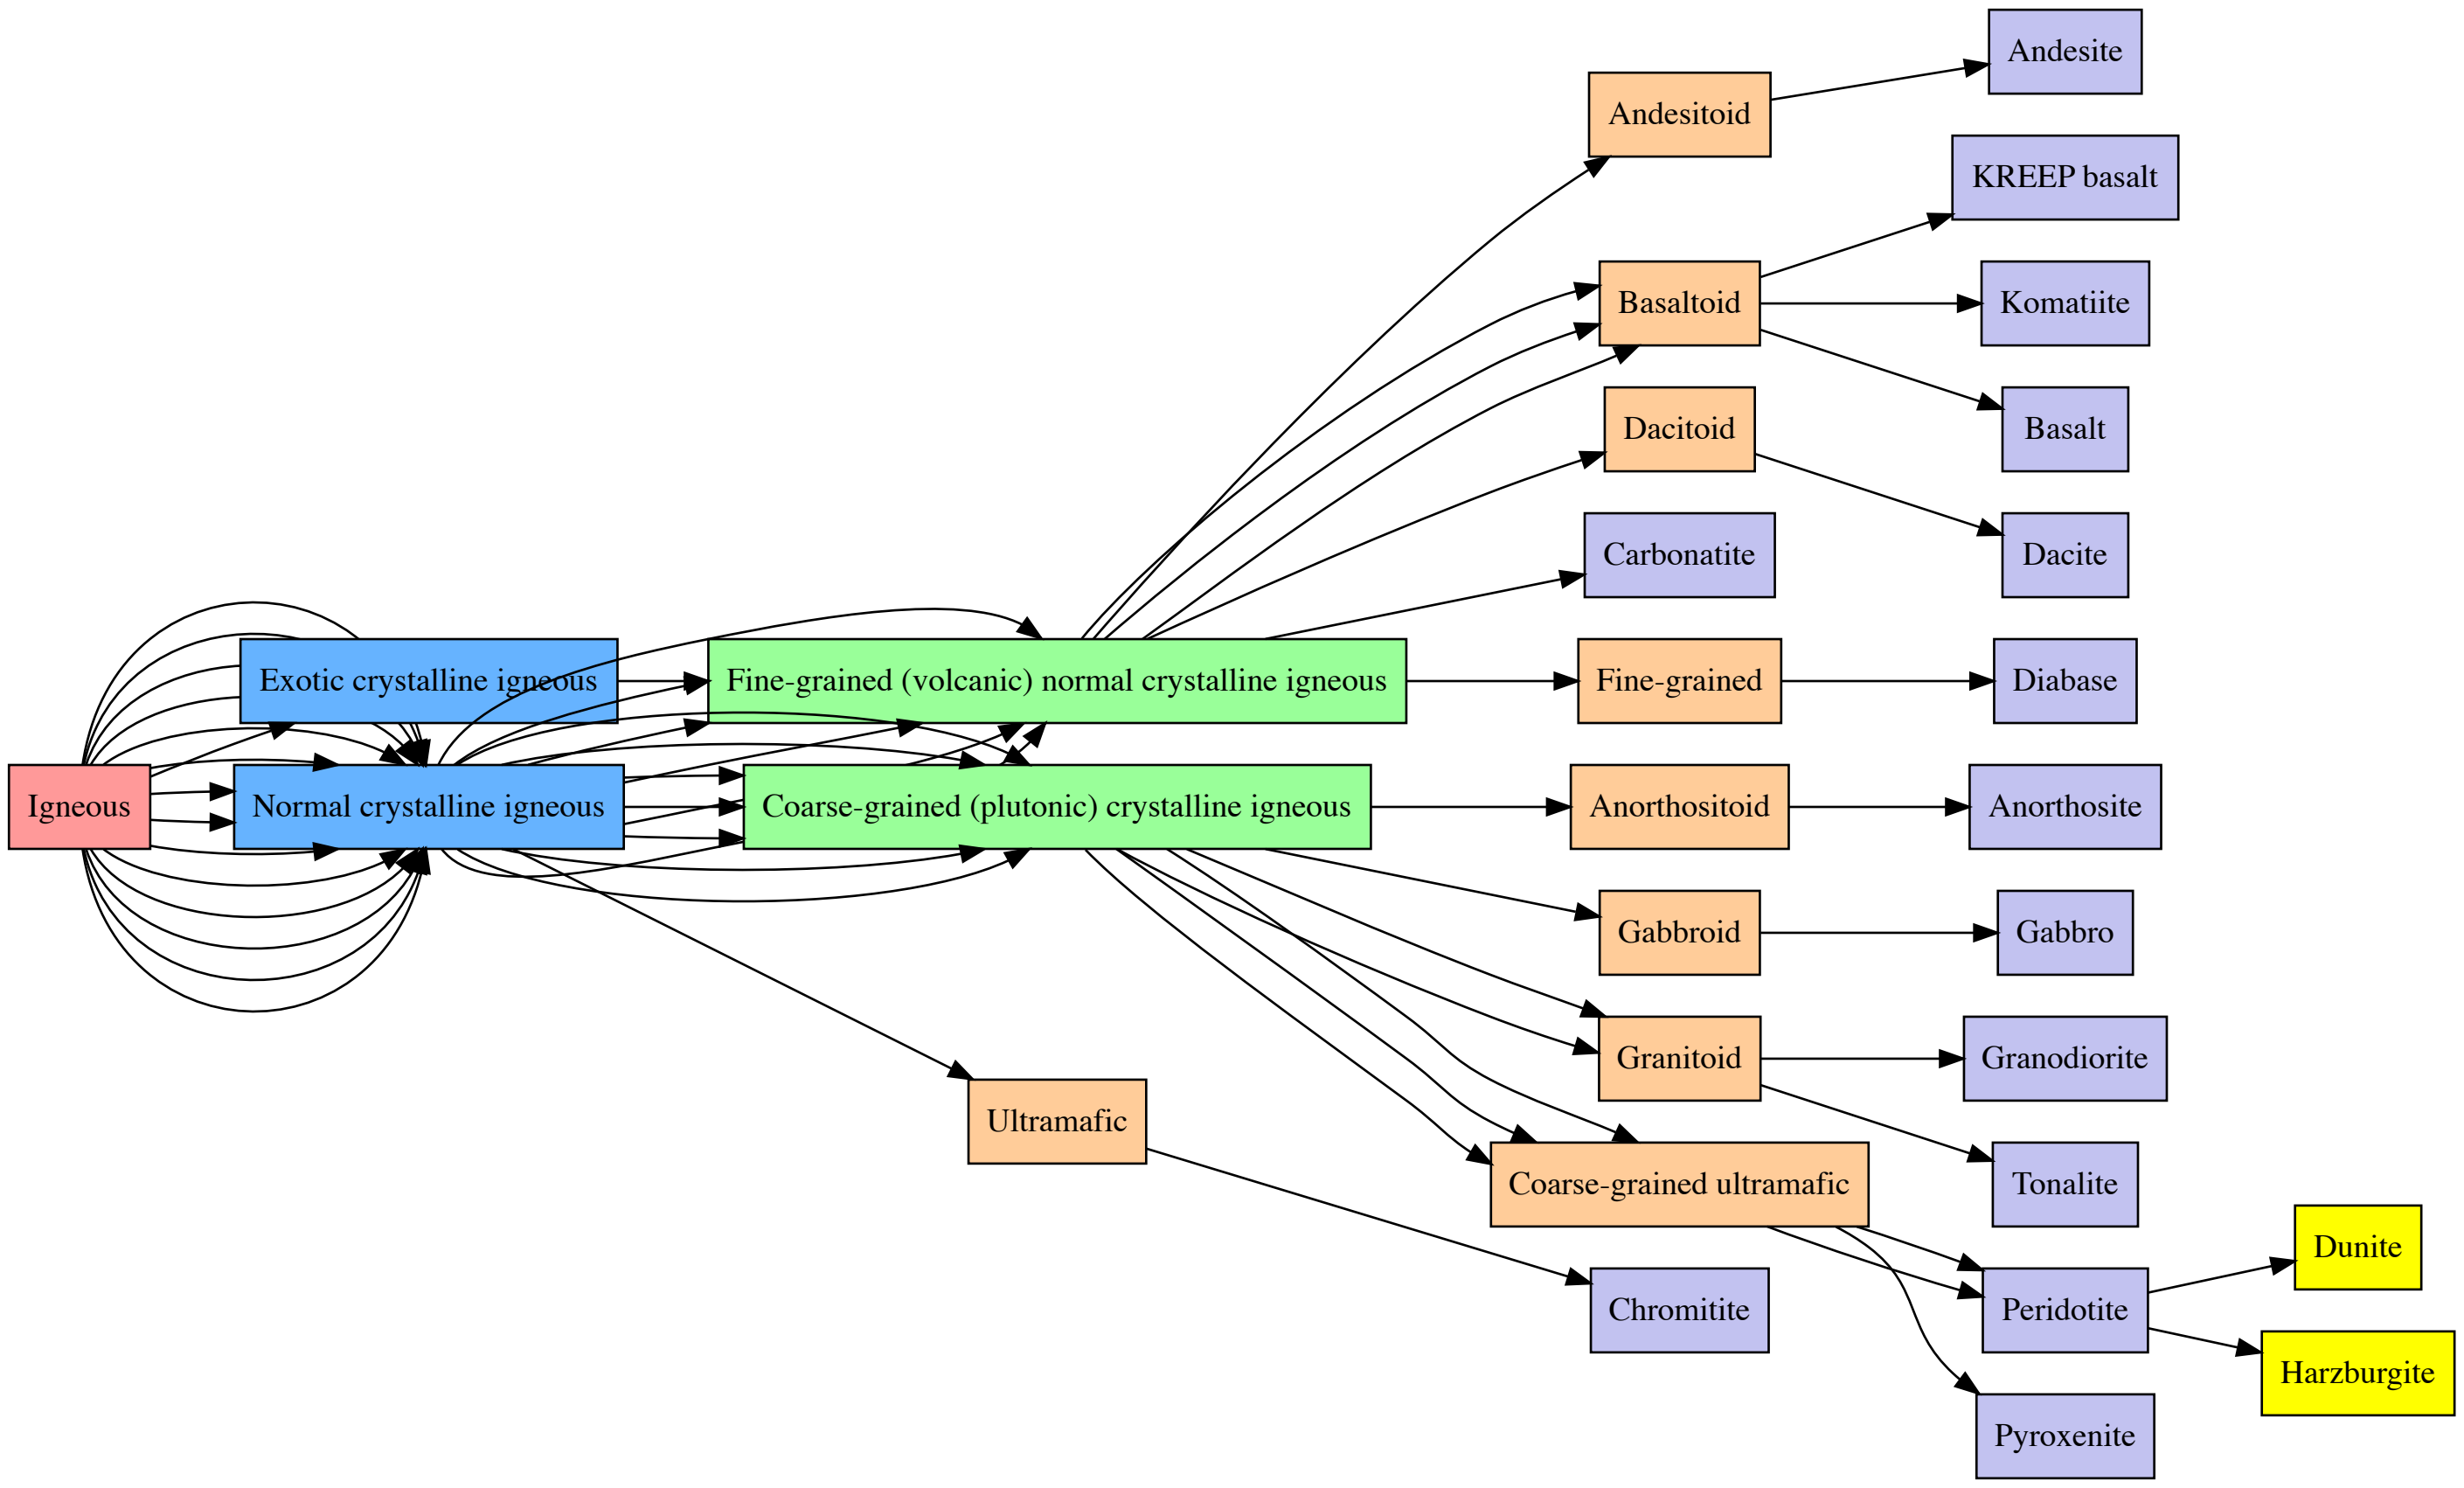 Igneous
Exotic crystalline igneous
Normal crystalline igneous
Fine-grained (volcanic) normal crystalline igneous
Coarse-grained (plutonic) crystalline igneous
Ultramafic
Andesitoid
Basaltoid
Dacitoid
Carbonatite
Fine-grained
Anorthositoid
Gabbroid
Granitoid
Coarse-grained ultramafic
Chromitite
Andesite
KREEP basalt
Komatiite
Basalt
Dacite
Diabase
Anorthosite
Gabbro
Granodiorite
Tonalite
Peridotite
Pyroxenite
Dunite
Harzburgite